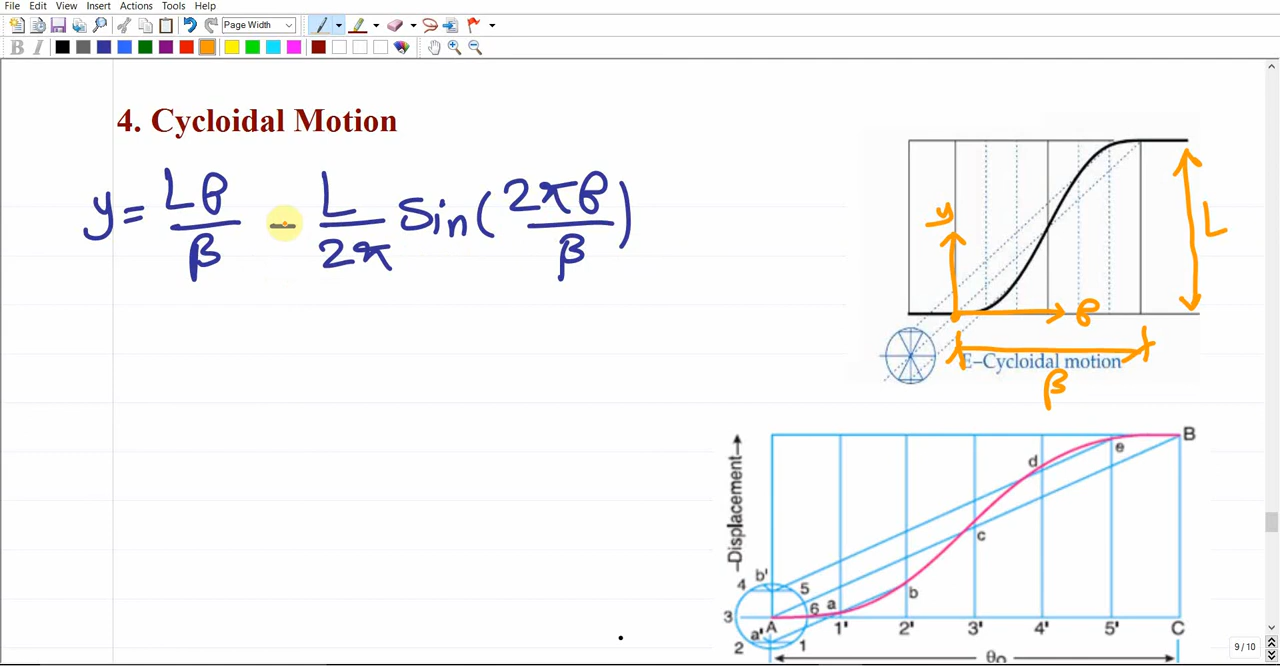 File Edit View Insert Actions Tools Help
Page Width
B I
4. Cycloidal Motion
y = Lθ/β - L/2π Sin(2πθ/β)
y
L
θ
E-Cycloidal motion
β
Displacement
B
e
d
c
b' 4 5
b
3 A 6 a 1' 2' 3' 4' 5' C
a' 2 1
θ₀
9 / 10